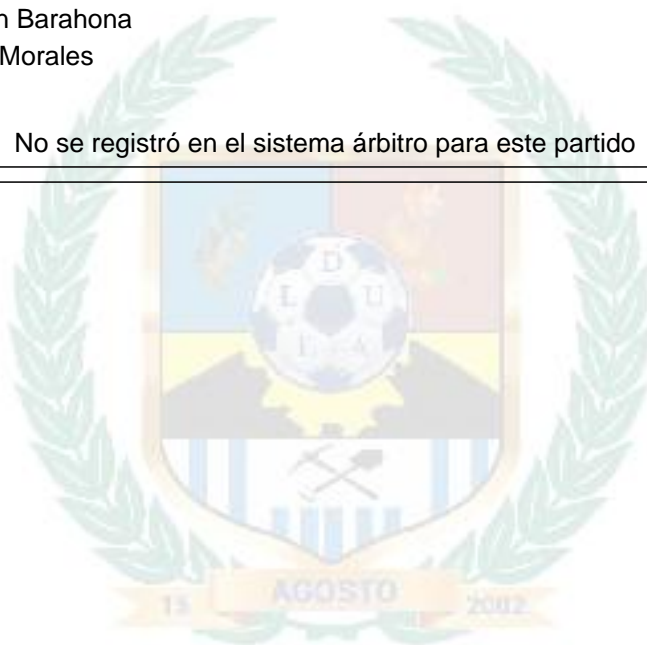 n Barahona
Morales
No se registró en el sistema árbitro para este partido
D
L U
E A
15 AGOSTO 2002